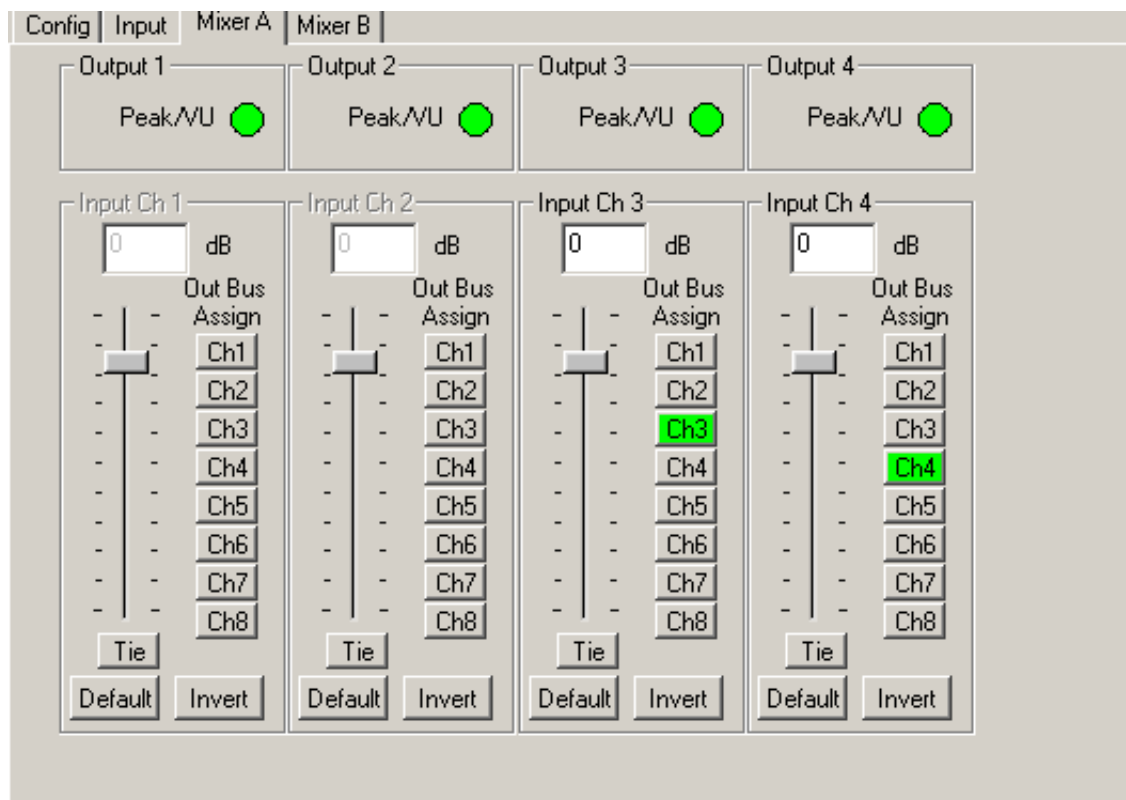 Config Input Mixer A Mixer B
Output 1 Output 2 Output 3 Output 4
Peak/VU Peak/VU Peak/VU Peak/VU
Input Ch 1 Input Ch 2 Input Ch 3 Input Ch 4
0 dB 0 dB 0 dB 0 dB
Out Bus Out Bus Out Bus Out Bus
Assign Assign Assign Assign
Ch1 Ch1 Ch1 Ch1
Ch2 Ch2 Ch2 Ch2
Ch3 Ch3 Ch3 Ch3
Ch4 Ch4 Ch4 Ch4
Ch5 Ch5 Ch5 Ch5
Ch6 Ch6 Ch6 Ch6
Ch7 Ch7 Ch7 Ch7
Ch8 Ch8 Ch8 Ch8
Tie Tie Tie Tie
Default Invert Default Invert Default Invert Default Invert